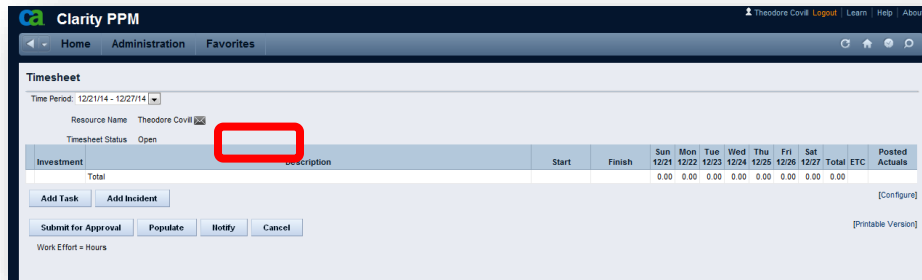 ca Clarity PPM
Theodore Covill Logout | Learn | Help | Abou
Home Administration Favorites
Timesheet
Time Period: 12/21/14 - 12/27/14
Resource Name Theodore Covill
Timesheet Status Open
Investment Description Start Finish Sun 12/21 Mon 12/22 Tue 12/23 Wed 12/24 Thu 12/25 Fri 12/26 Sat 12/27 Total ETC Posted Actuals
Total 0.00 0.00 0.00 0.00 0.00 0.00 0.00 0.00
Add Task Add Incident [Configure]
Submit for Approval Populate Notify Cancel [Printable Version]
Work Effort = Hours